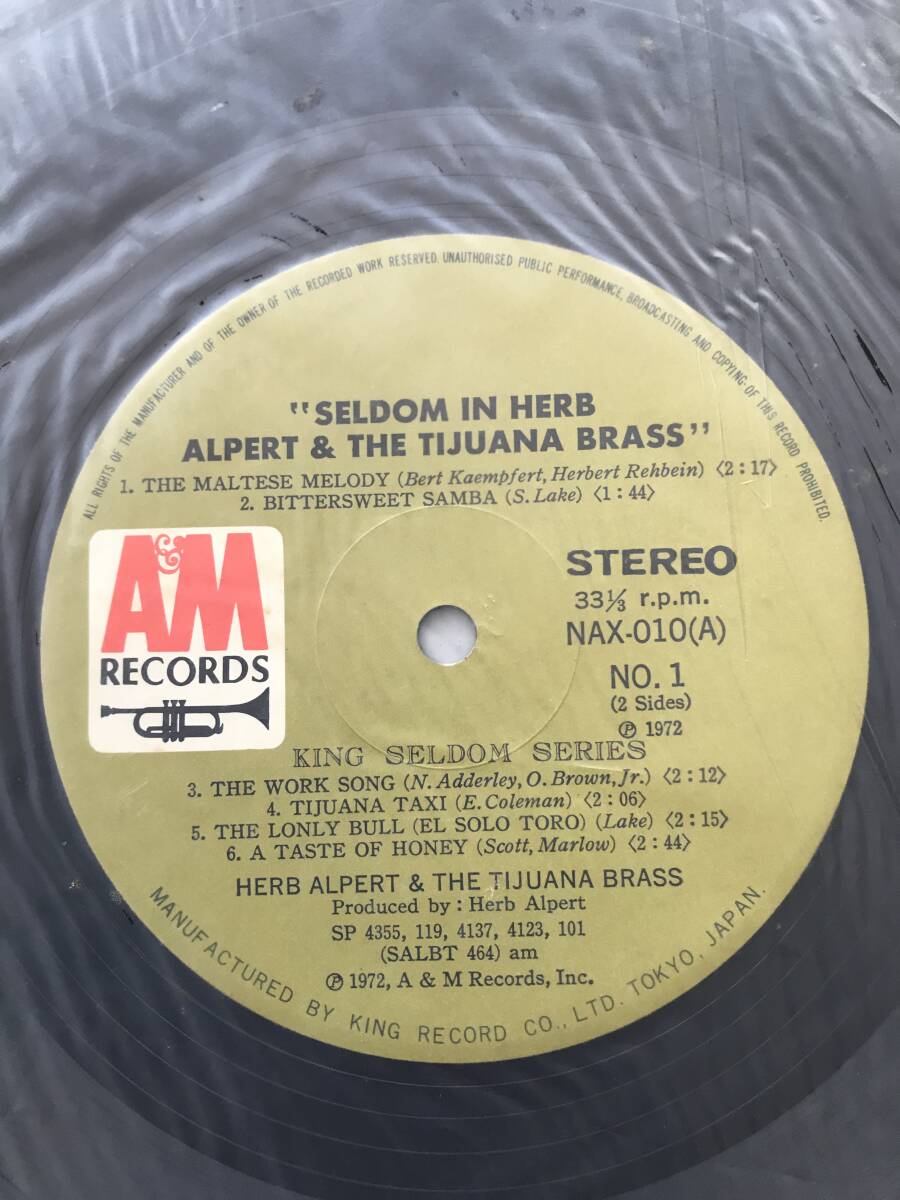 ALL RIGHTS OF THE MANUFACTURER AND OF THE OWNER OF THE RECORDED WORK RESERVED. UNAUTHORISED PUBLIC PERFORMANCE, BROADCASTING AND COPYING OF THIS RECORD PROHIBITED.
"SELDOM IN HERB
ALPERT & THE TIJUANA BRASS"
1. THE MALTESE MELODY (Bert Kaempfert, Herbert Rehbein) 〈2:17〉
2. BITTERSWEET SAMBA (S. Lake) 〈1:44〉
A&M
RECORDS
STEREO
33⅓ r.p.m.
NAX-010(A)
NO. 1
(2 Sides)
Ⓟ 1972
KING SELDOM SERIES
3. THE WORK SONG (N. Adderley, O. Brown, Jr.) 〈2:12〉
4. TIJUANA TAXI (E. Coleman) 〈2:06〉
5. THE LONLY BULL (EL SOLO TORO) (Lake) 〈2:15〉
6. A TASTE OF HONEY (Scott, Marlow) 〈2:44〉
HERB ALPERT & THE TIJUANA BRASS
Produced by : Herb Alpert
SP 4355, 119, 4137, 4123, 101
(SALBT 464) am
Ⓟ 1972, A & M Records, Inc.
MANUFACTURED BY KING RECORD CO., LTD. TOKYO, JAPAN.